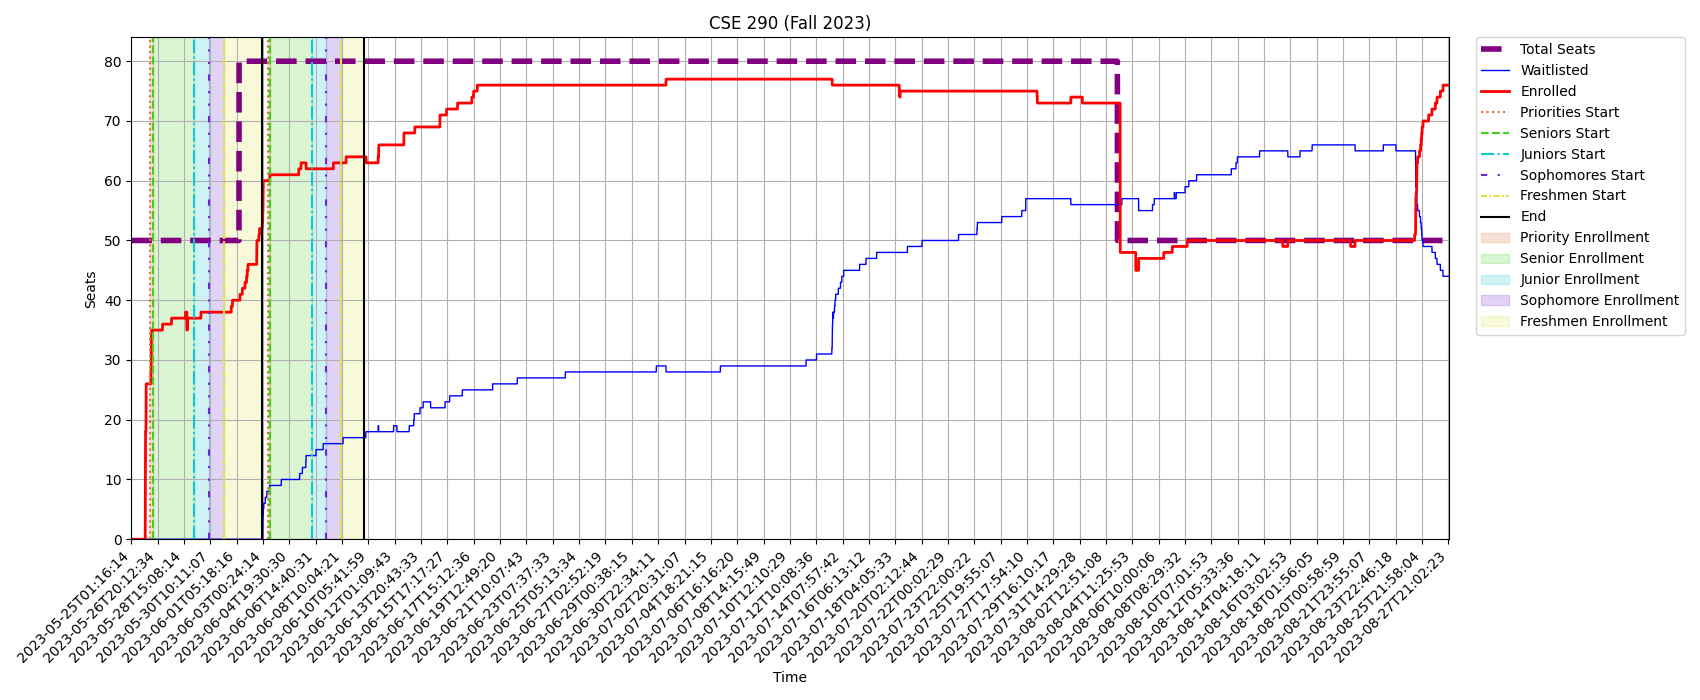 CSE 290 (Fall 2023)
Seats
80
70
60
50
40
30
20
10
0
2023-05-25T01:16:14
2023-05-26T20:12:34
2023-05-28T15:08:14
2023-05-30T10:11:07
2023-06-01T05:18:16
2023-06-03T00:24:14
2023-06-04T19:30:30
2023-06-06T14:40:31
2023-06-08T10:04:21
2023-06-10T05:41:59
2023-06-12T01:09:43
2023-06-13T20:43:33
2023-06-15T17:17:27
2023-06-17T15:12:36
2023-06-19T12:49:20
2023-06-21T10:07:43
2023-06-23T07:37:33
2023-06-25T05:13:34
2023-06-27T02:52:19
2023-06-29T00:38:15
2023-06-30T22:34:11
2023-07-02T20:31:07
2023-07-04T18:21:15
2023-07-06T16:16:20
2023-07-08T14:15:49
2023-07-10T12:10:29
2023-07-12T10:08:36
2023-07-14T07:57:42
2023-07-16T06:13:12
2023-07-18T04:05:33
2023-07-20T02:12:44
2023-07-22T00:02:29
2023-07-23T22:00:22
2023-07-25T19:55:07
2023-07-27T17:54:10
2023-07-29T16:10:17
2023-07-31T14:29:28
2023-08-02T12:51:08
2023-08-04T11:25:53
2023-08-06T10:00:06
2023-08-08T08:29:32
2023-08-10T07:01:53
2023-08-12T05:33:36
2023-08-14T04:18:11
2023-08-16T03:02:53
2023-08-18T01:56:05
2023-08-20T00:58:59
2023-08-21T23:55:07
2023-08-23T22:46:18
2023-08-25T21:58:04
2023-08-27T21:02:23
Time
Total Seats
Waitlisted
Enrolled
Priorities Start
Seniors Start
Juniors Start
Sophomores Start
Freshmen Start
End
Priority Enrollment
Senior Enrollment
Junior Enrollment
Sophomore Enrollment
Freshmen Enrollment